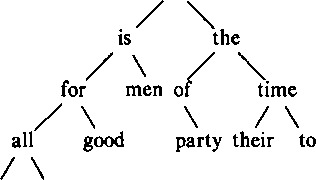 is the
for men of time
all good party their to